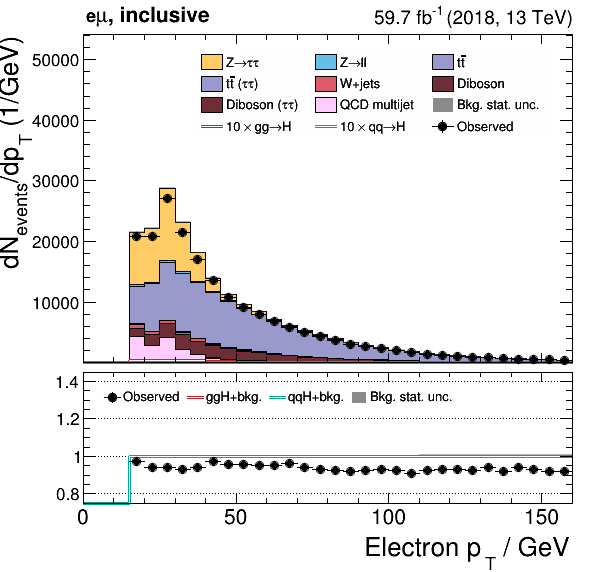 eμ, inclusive 59.7 fb⁻¹ (2018, 13 TeV)
dN_events/dp_T (1/GeV)
50000
40000
30000
20000
10000
Z→ττ Z→ll tt̄
tt̄ (ττ) W+jets Diboson
Diboson (ττ) QCD multijet Bkg. stat. unc.
10 × gg→H 10 × qq→H Observed
1.4
1.2
1
0.8
Observed ggH+bkg. qqH+bkg. Bkg. stat. unc.
0 50 100 150
Electron p_T / GeV